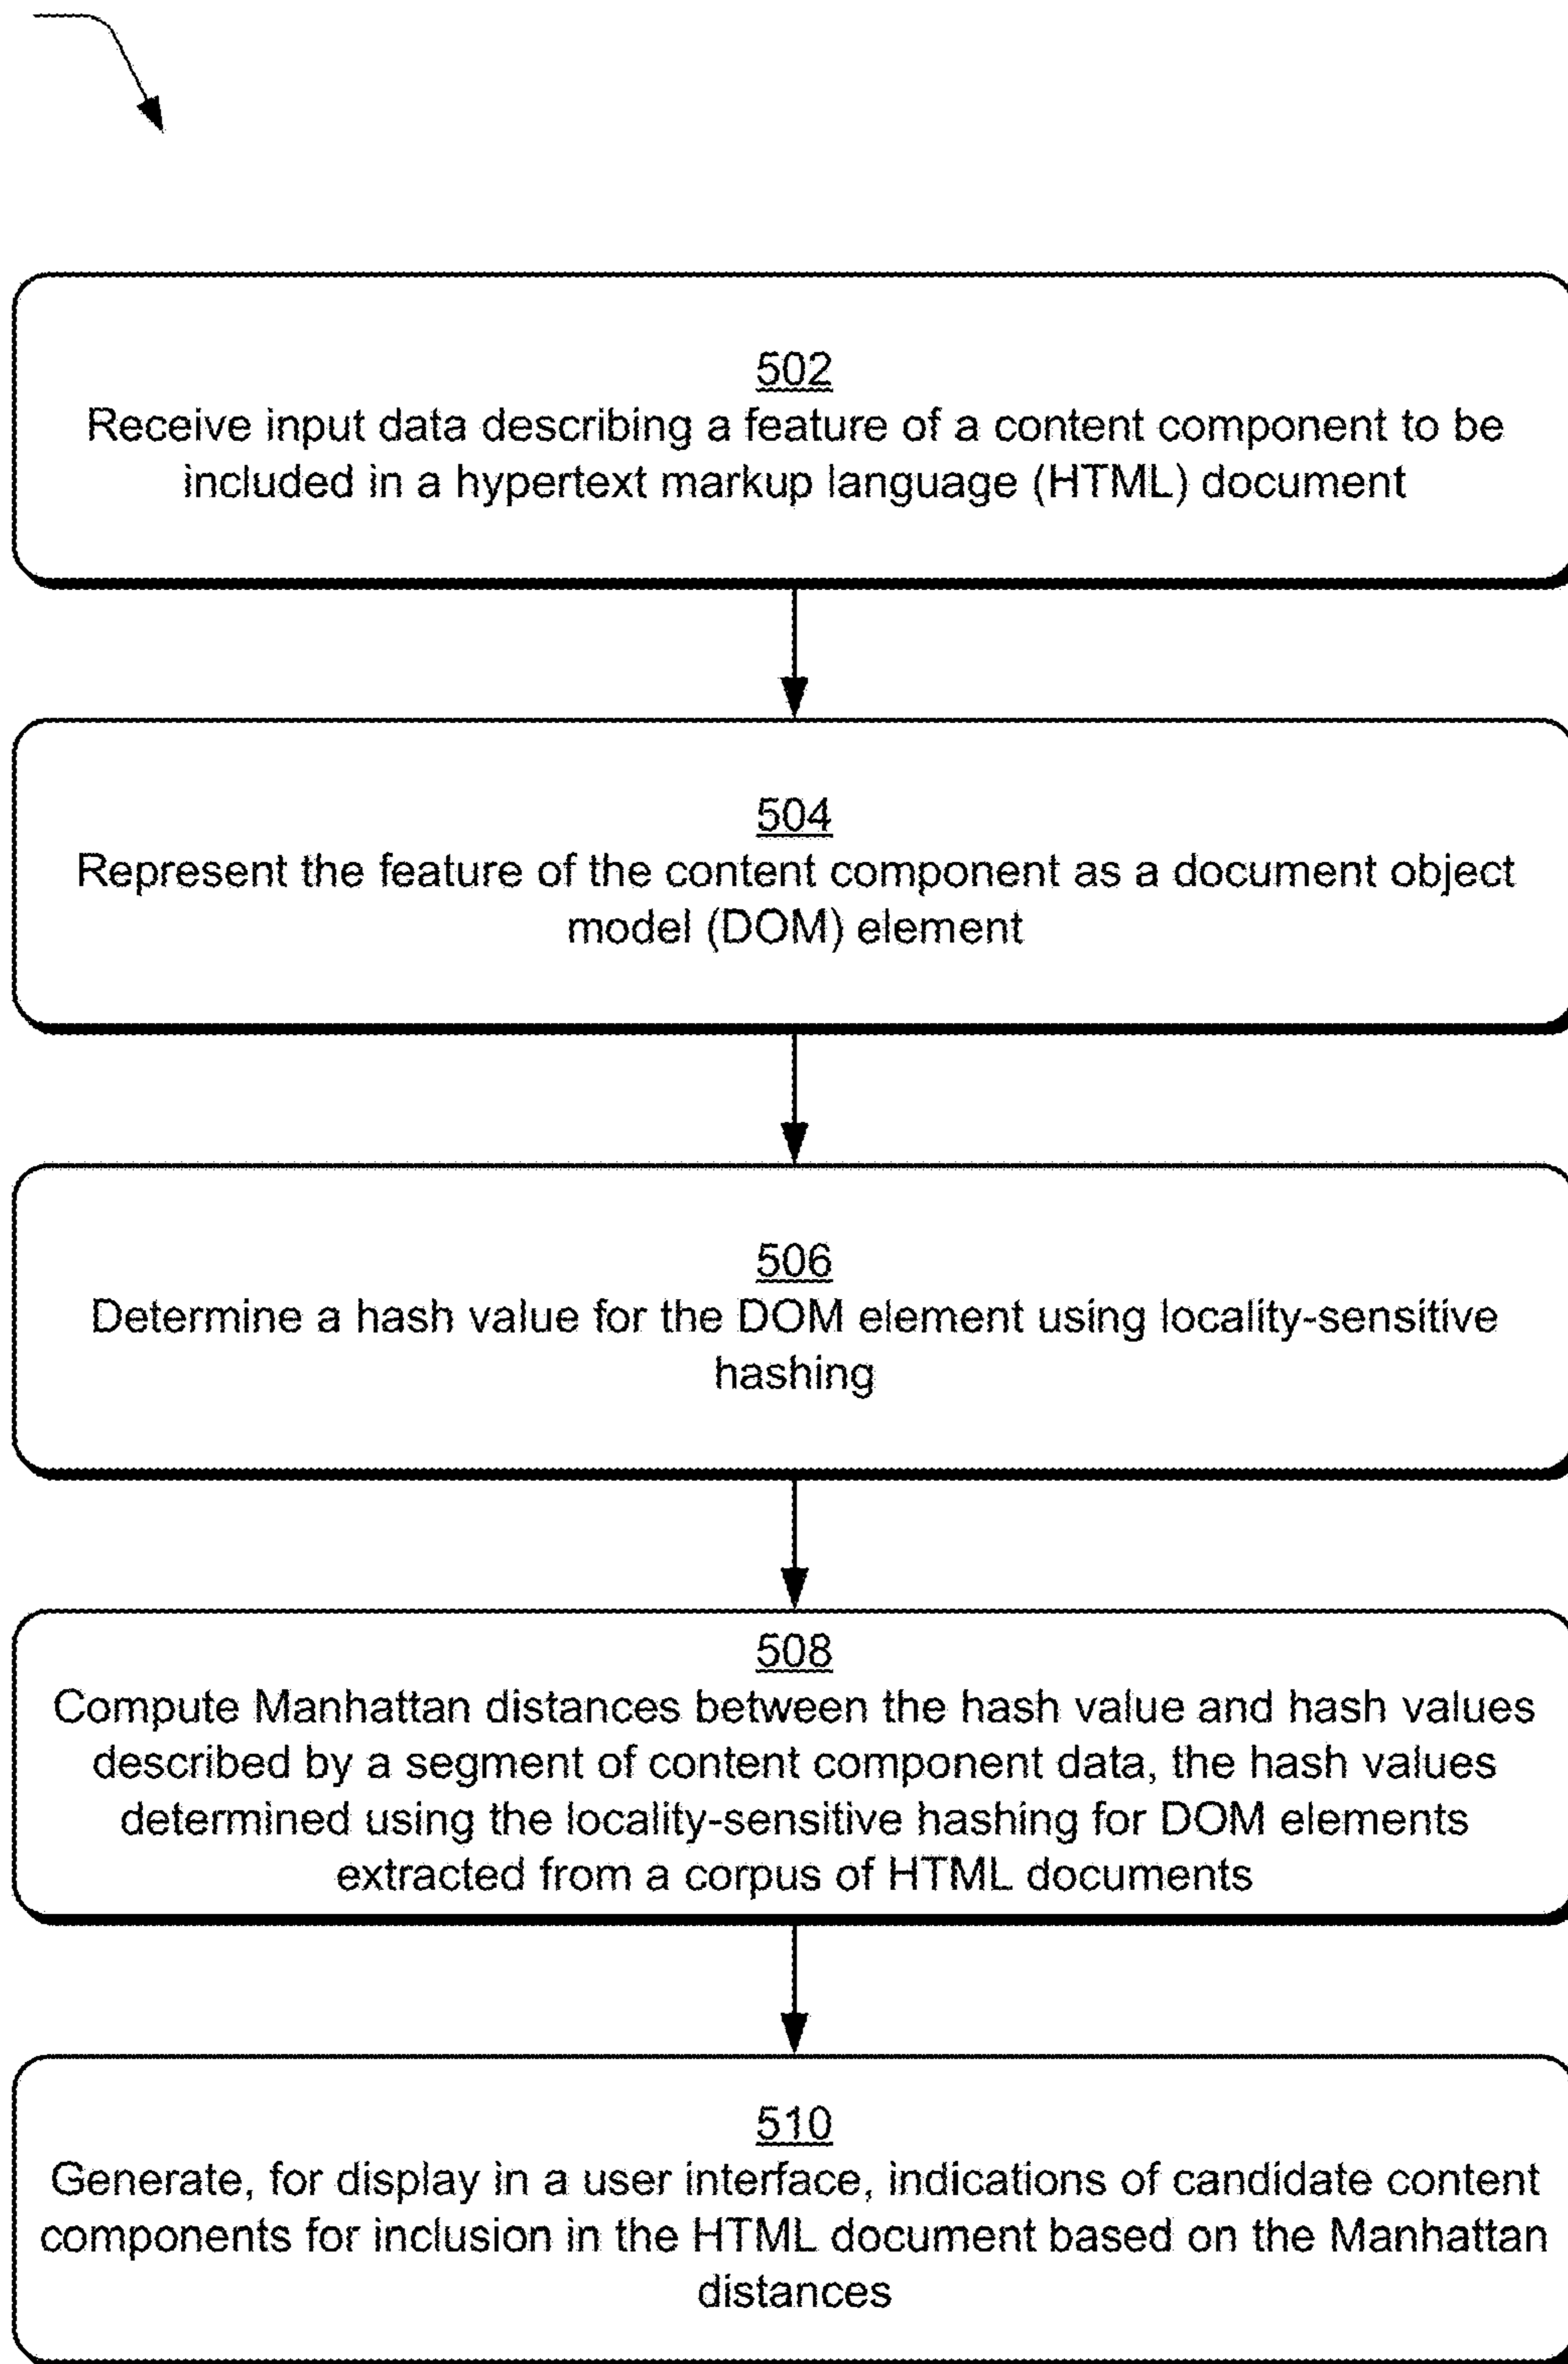 502
Receive input data describing a feature of a content component to be
included in a hypertext markup language (HTML) document
504
Represent the feature of the content component as a document object
model (DOM) element
506
Determine a hash value for the DOM element using locality-sensitive
hashing
508
Compute Manhattan distances between the hash value and hash values
described by a segment of content component data, the hash values
determined using the locality-sensitive hashing for DOM elements
extracted from a corpus of HTML documents
510
Generate, for display in a user interface, indications of candidate content
components for inclusion in the HTML document based on the Manhattan
distances